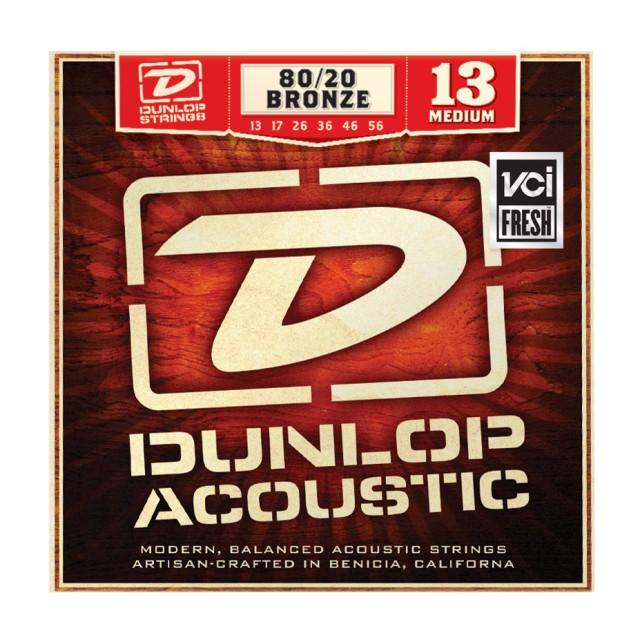 DUNLOP
STRINGS
80/20
BRONZE
13 17 26 36 46 56
13
MEDIUM
VCi
FRESH
DUNLOP
ACOUSTIC
MODERN, BALANCED ACOUSTIC STRINGS
ARTISAN-CRAFTED IN BENICIA, CALIFORNA